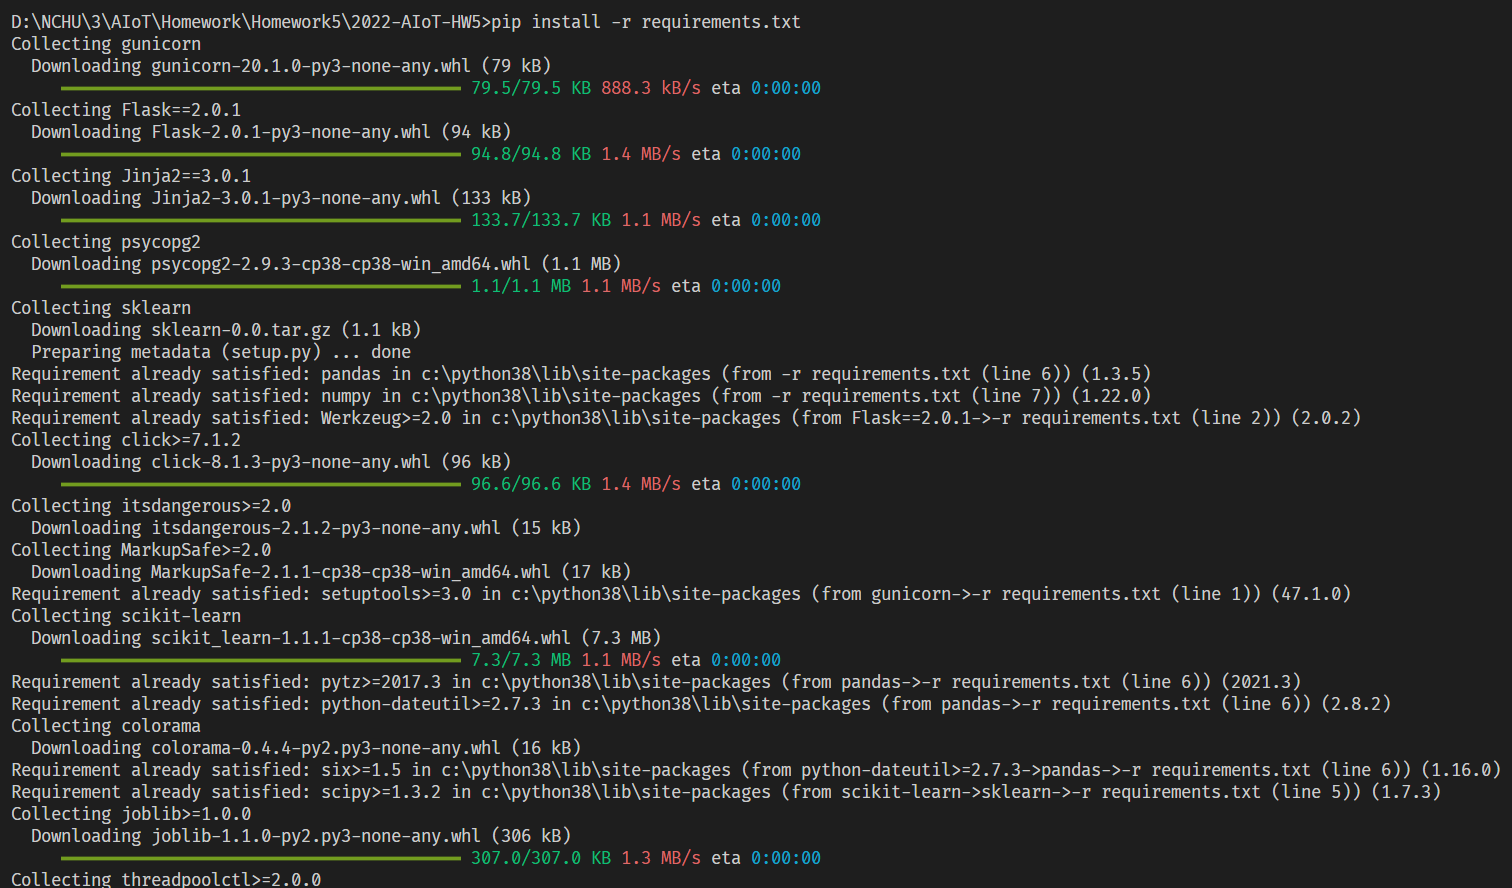 D:\NCHU\3\AIoT\Homework\Homework5\2022-AIoT-HW5>pip install -r requirements.txt
Collecting gunicorn
Downloading gunicorn-20.1.0-py3-none-any.whl (79 kB)
79.5/79.5 KB 888.3 kB/s eta 0:00:00
Collecting Flask==2.0.1
Downloading Flask-2.0.1-py3-none-any.whl (94 kB)
94.8/94.8 KB 1.4 MB/s eta 0:00:00
Collecting Jinja2==3.0.1
Downloading Jinja2-3.0.1-py3-none-any.whl (133 kB)
133.7/133.7 KB 1.1 MB/s eta 0:00:00
Collecting psycopg2
Downloading psycopg2-2.9.3-cp38-cp38-win_amd64.whl (1.1 MB)
1.1/1.1 MB 1.1 MB/s eta 0:00:00
Collecting sklearn
Downloading sklearn-0.0.tar.gz (1.1 kB)
Preparing metadata (setup.py) ... done
Requirement already satisfied: pandas in c:\python38\lib\site-packages (from -r requirements.txt (line 6)) (1.3.5)
Requirement already satisfied: numpy in c:\python38\lib\site-packages (from -r requirements.txt (line 7)) (1.22.0)
Requirement already satisfied: Werkzeug>=2.0 in c:\python38\lib\site-packages (from Flask==2.0.1->-r requirements.txt (line 2)) (2.0.2)
Collecting click>=7.1.2
Downloading click-8.1.3-py3-none-any.whl (96 kB)
96.6/96.6 KB 1.4 MB/s eta 0:00:00
Collecting itsdangerous>=2.0
Downloading itsdangerous-2.1.2-py3-none-any.whl (15 kB)
Collecting MarkupSafe>=2.0
Downloading MarkupSafe-2.1.1-cp38-cp38-win_amd64.whl (17 kB)
Requirement already satisfied: setuptools>=3.0 in c:\python38\lib\site-packages (from gunicorn->-r requirements.txt (line 1)) (47.1.0)
Collecting scikit-learn
Downloading scikit_learn-1.1.1-cp38-cp38-win_amd64.whl (7.3 MB)
7.3/7.3 MB 1.1 MB/s eta 0:00:00
Requirement already satisfied: pytz>=2017.3 in c:\python38\lib\site-packages (from pandas->-r requirements.txt (line 6)) (2021.3)
Requirement already satisfied: python-dateutil>=2.7.3 in c:\python38\lib\site-packages (from pandas->-r requirements.txt (line 6)) (2.8.2)
Collecting colorama
Downloading colorama-0.4.4-py2.py3-none-any.whl (16 kB)
Requirement already satisfied: six>=1.5 in c:\python38\lib\site-packages (from python-dateutil>=2.7.3->pandas->-r requirements.txt (line 6)) (1.16.0)
Requirement already satisfied: scipy>=1.3.2 in c:\python38\lib\site-packages (from scikit-learn->sklearn->-r requirements.txt (line 5)) (1.7.3)
Collecting joblib>=1.0.0
Downloading joblib-1.1.0-py2.py3-none-any.whl (306 kB)
307.0/307.0 KB 1.3 MB/s eta 0:00:00
Collecting threadpoolctl>=2.0.0